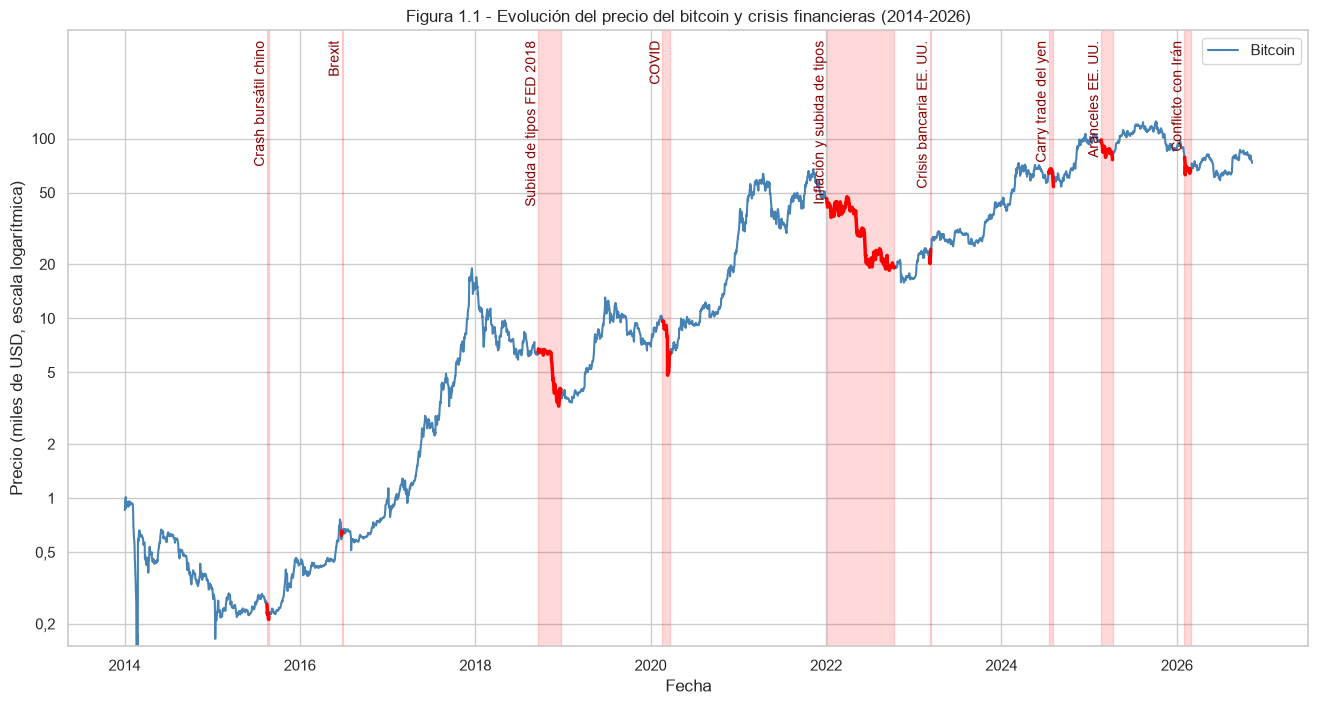 Figura 1.1 - Evolución del precio del bitcoin y crisis financieras (2014-2026)
Bitcoin
Crash bursátil chino
Brexit
Subida de tipos FED 2018
COVID
Inflación y subida de tipos
Crisis bancaria EE. UU.
Carry trade del yen
Aranceles EE. UU.
Conflicto con Irán
Precio (miles de USD, escala logarítmica)
100
50
20
10
5
2
1
0,5
0,2
2014
2016
2018
2020
2022
2024
2026
Fecha